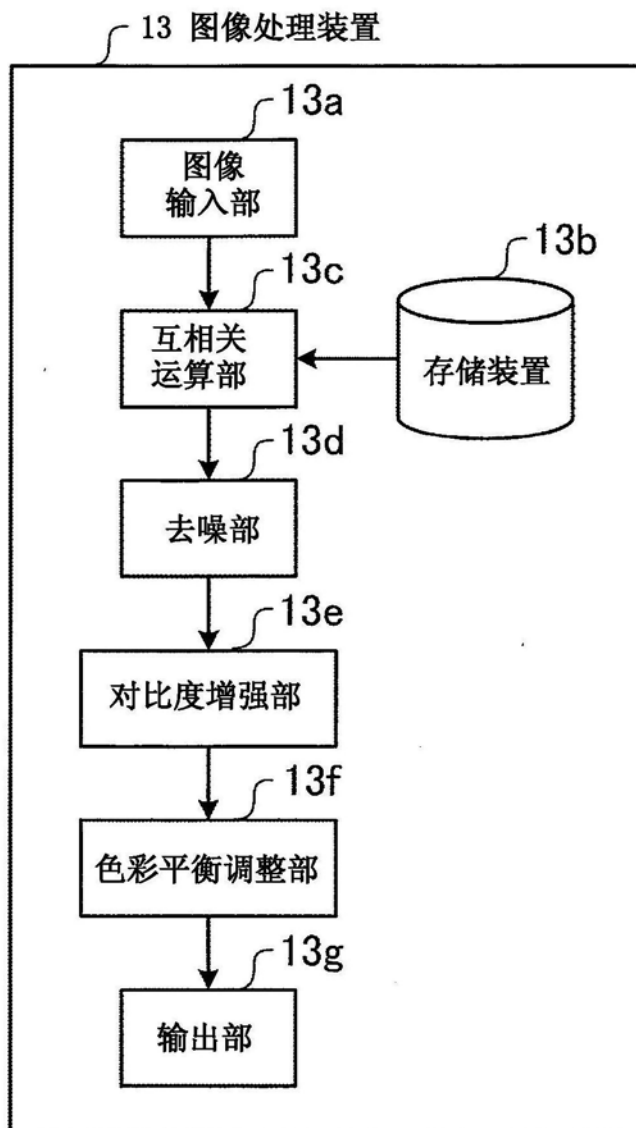 13 图像处理装置
13a
图像
输入部
13c
互相关
运算部
13b
存储装置
13d
去噪部
13e
对比度增强部
13f
色彩平衡调整部
13g
输出部